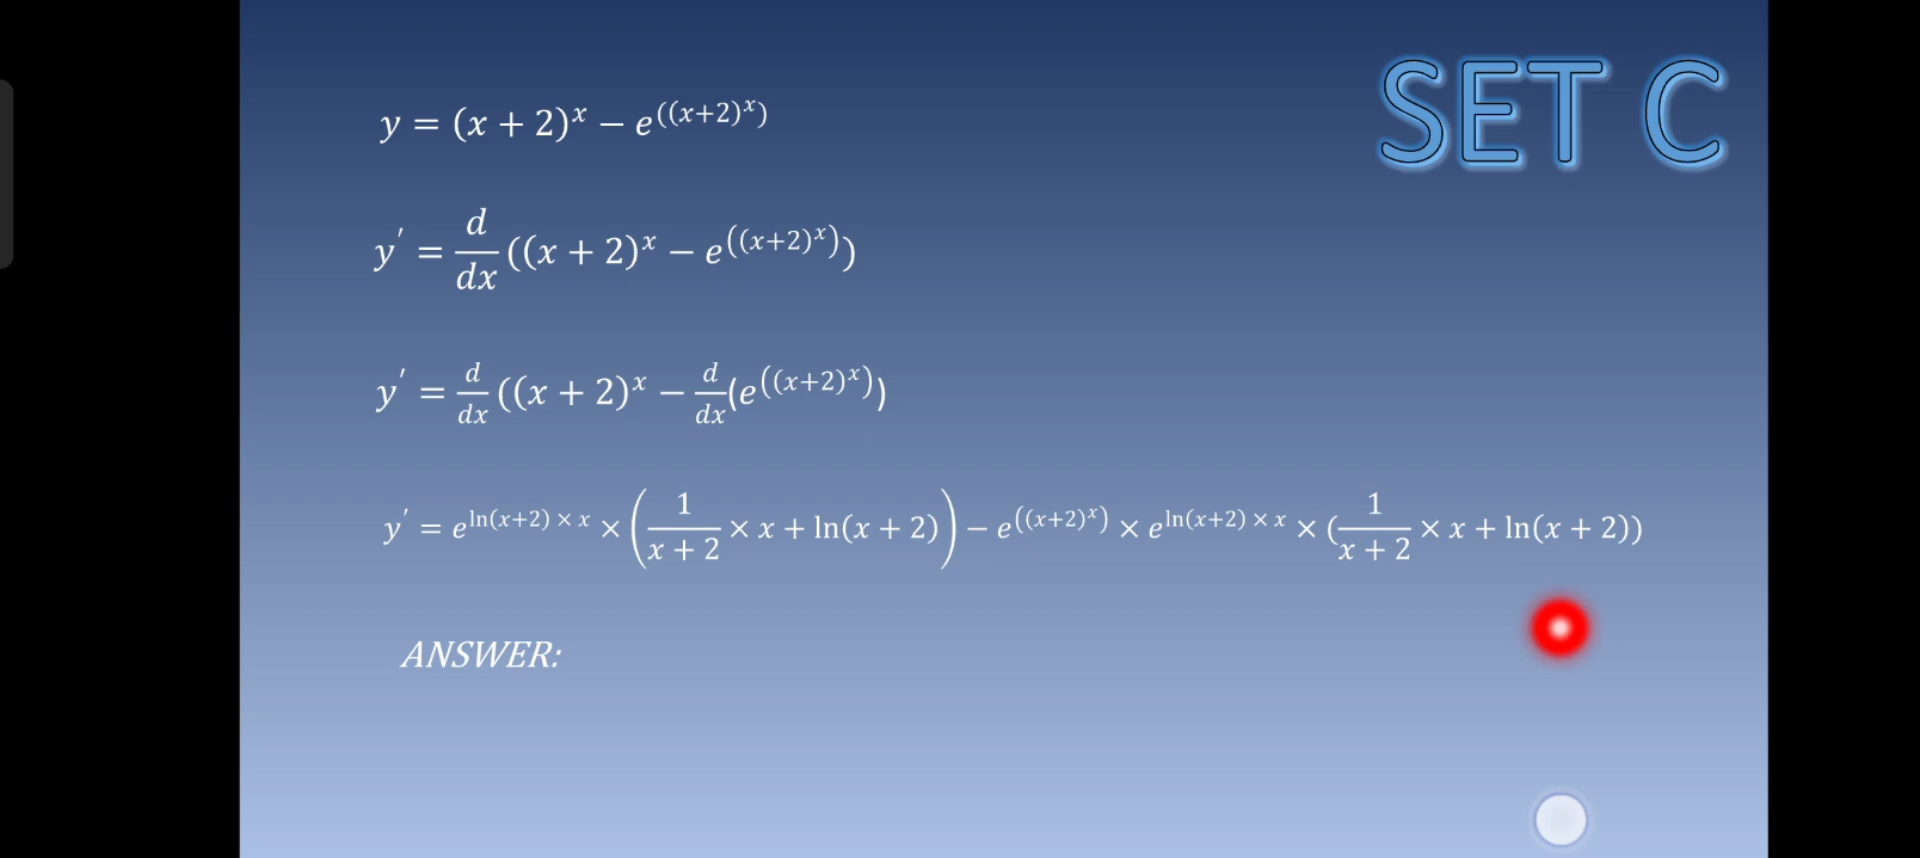 SET C
y = (x + 2)^x − e^((x+2)^x)
y′ = d/dx ((x + 2)^x − e^((x+2)^x))
y′ = d/dx ((x + 2)^x − d/dx (e^((x+2)^x))
y′ = e^(ln(x+2) × x) × (1/(x + 2) × x + ln(x + 2)) − e^((x+2)^x) × e^(ln(x+2) × x) × (1/(x + 2) × x + ln(x + 2))
ANSWER: